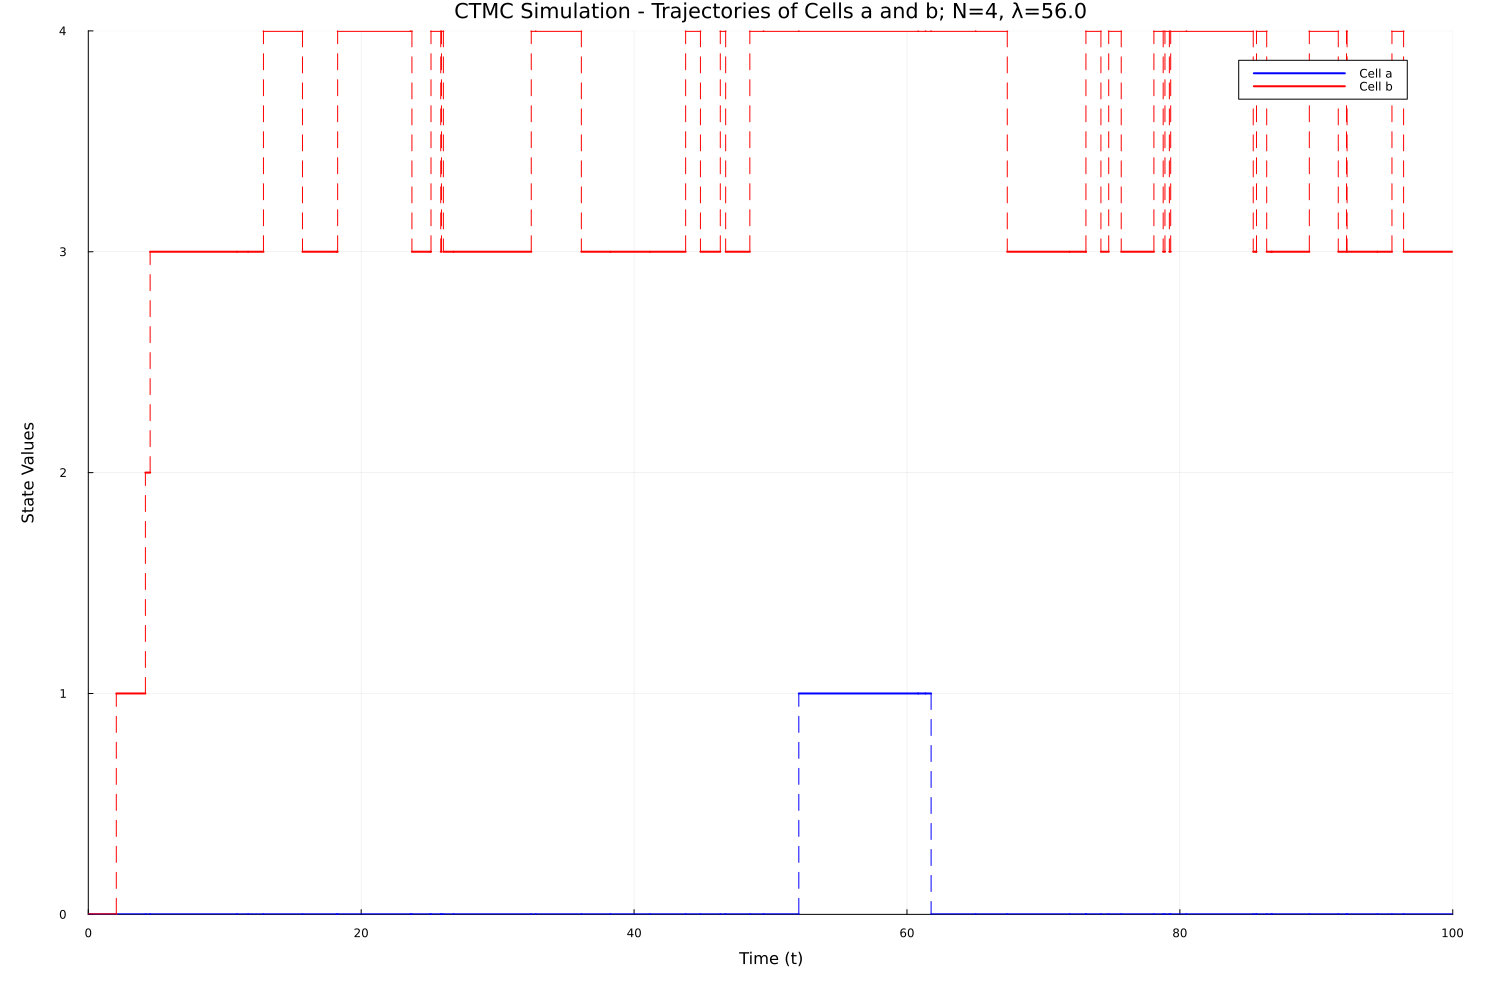 CTMC Simulation - Trajectories of Cells a and b; N=4, λ=56.0
4
Cell a
Cell b
3
State Values
2
1
0
0 20 40 60 80 100
Time (t)